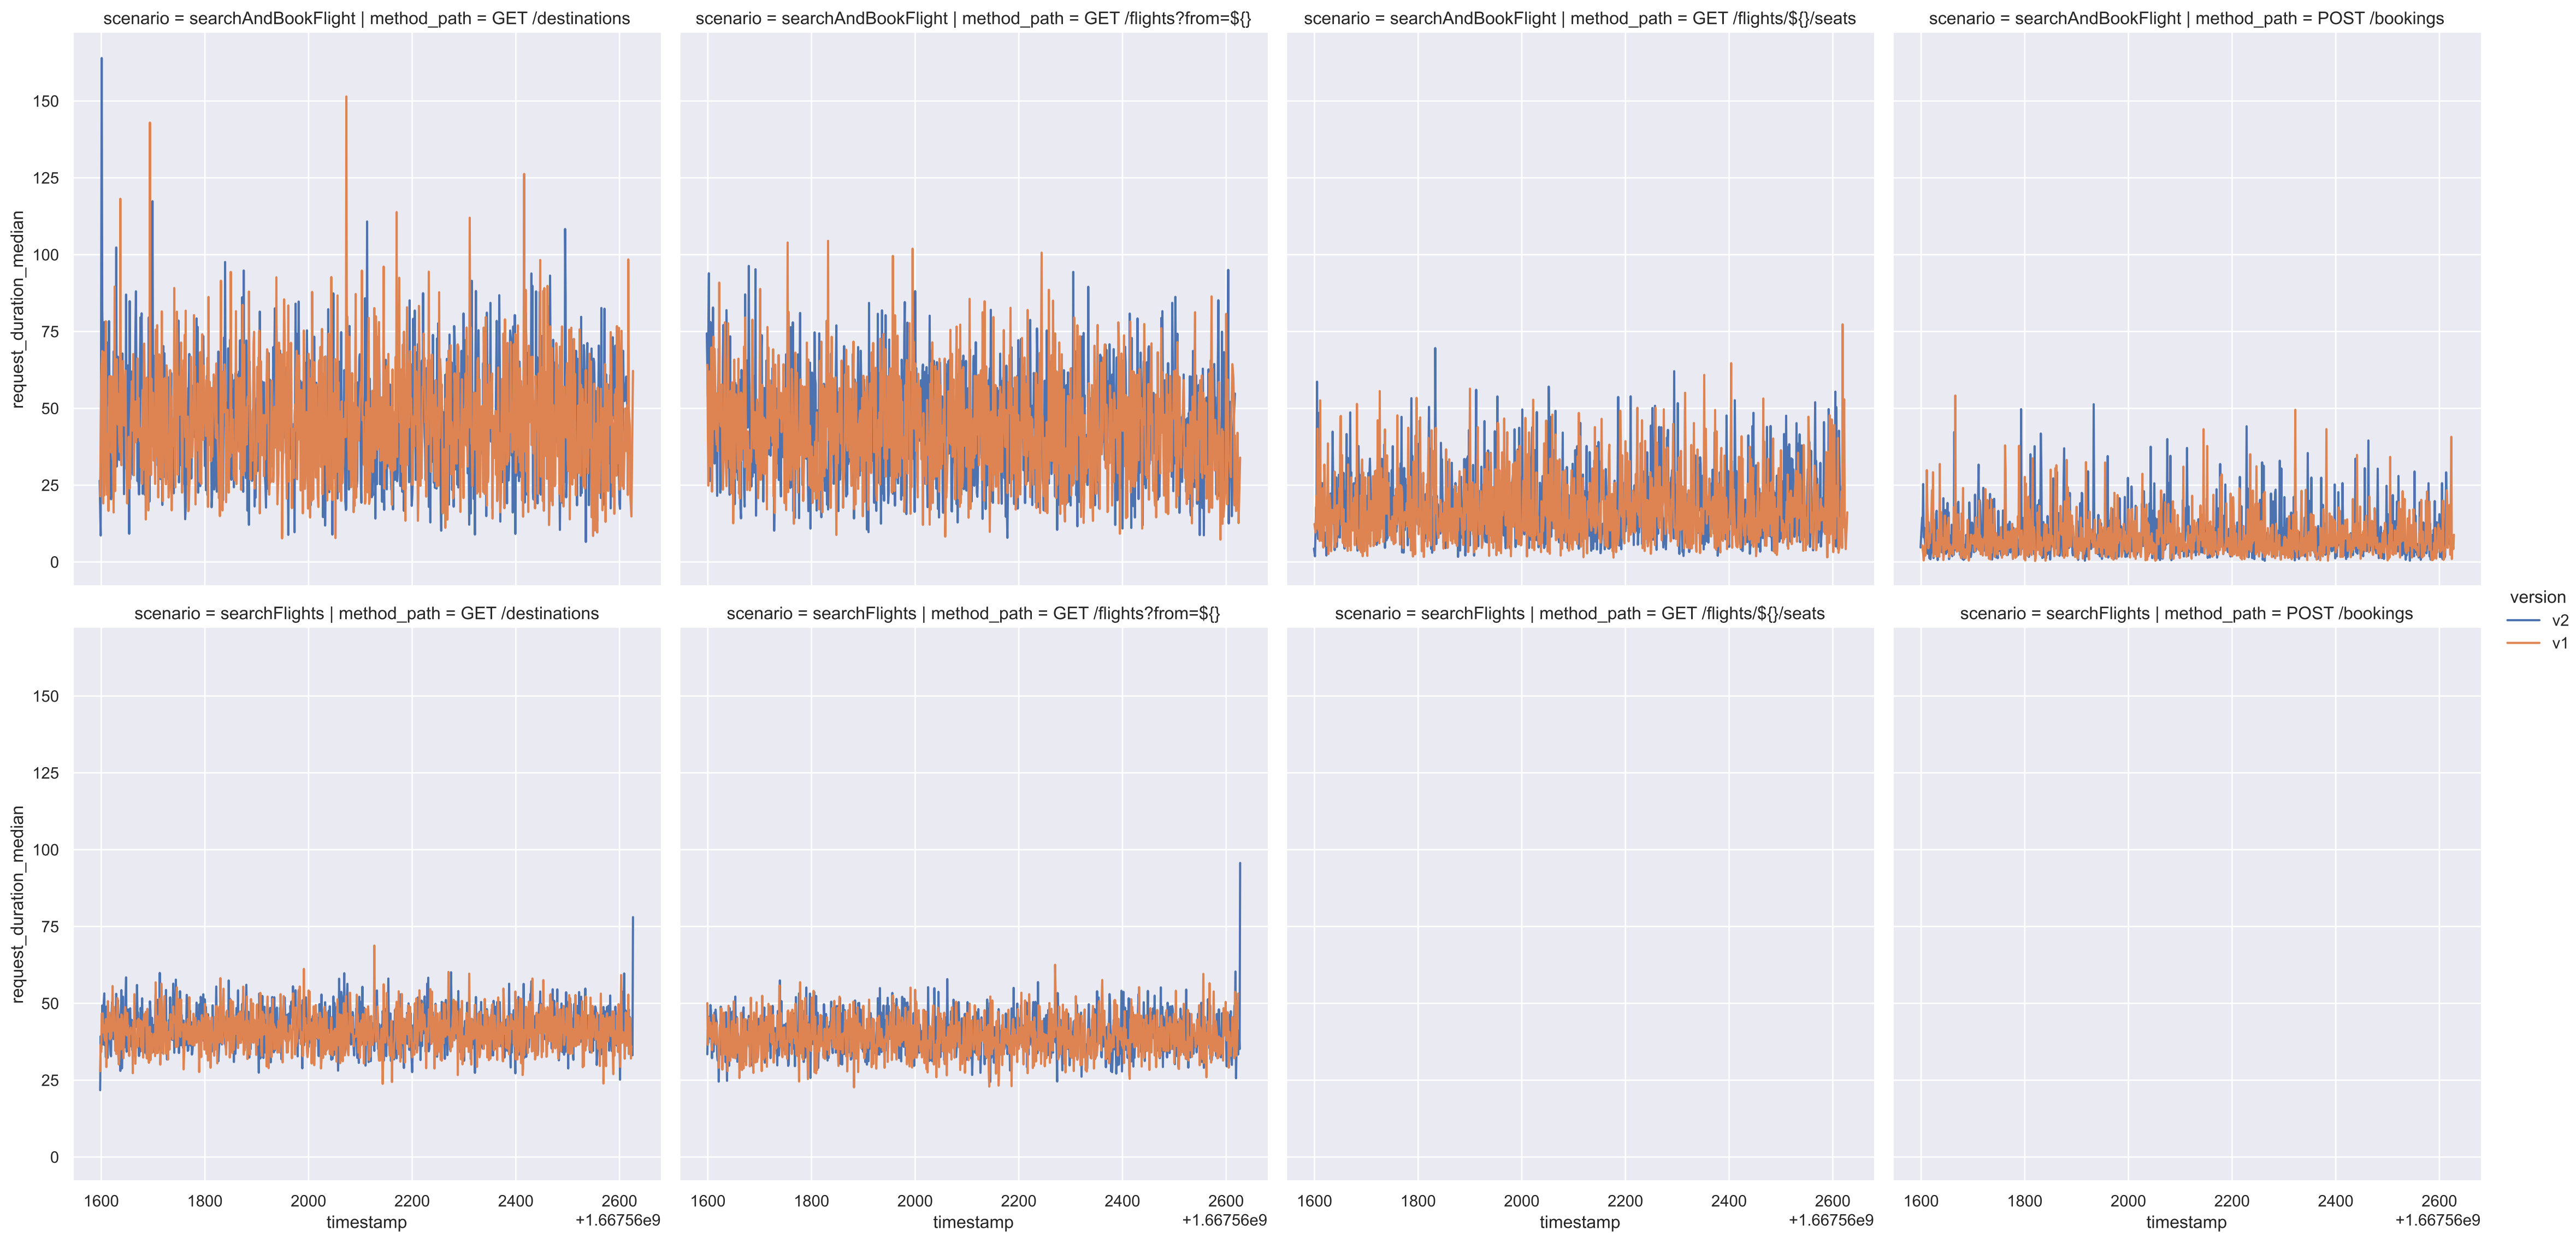 scenario = searchAndBookFlight | method_path = GET /destinations
scenario = searchAndBookFlight | method_path = GET /flights?from=${}
scenario = searchAndBookFlight | method_path = GET /flights/${}/seats
scenario = searchAndBookFlight | method_path = POST /bookings
150
125
100
75
50
25
0
request_duration_median
scenario = searchFlights | method_path = GET /destinations
scenario = searchFlights | method_path = GET /flights?from=${}
scenario = searchFlights | method_path = GET /flights/${}/seats
scenario = searchFlights | method_path = POST /bookings
version
v2
v1
150
125
100
75
50
25
0
request_duration_median
1600 1800 2000 2200 2400 2600
timestamp
+1.66756e9
1600 1800 2000 2200 2400 2600
timestamp
+1.66756e9
1600 1800 2000 2200 2400 2600
timestamp
+1.66756e9
1600 1800 2000 2200 2400 2600
timestamp
+1.66756e9